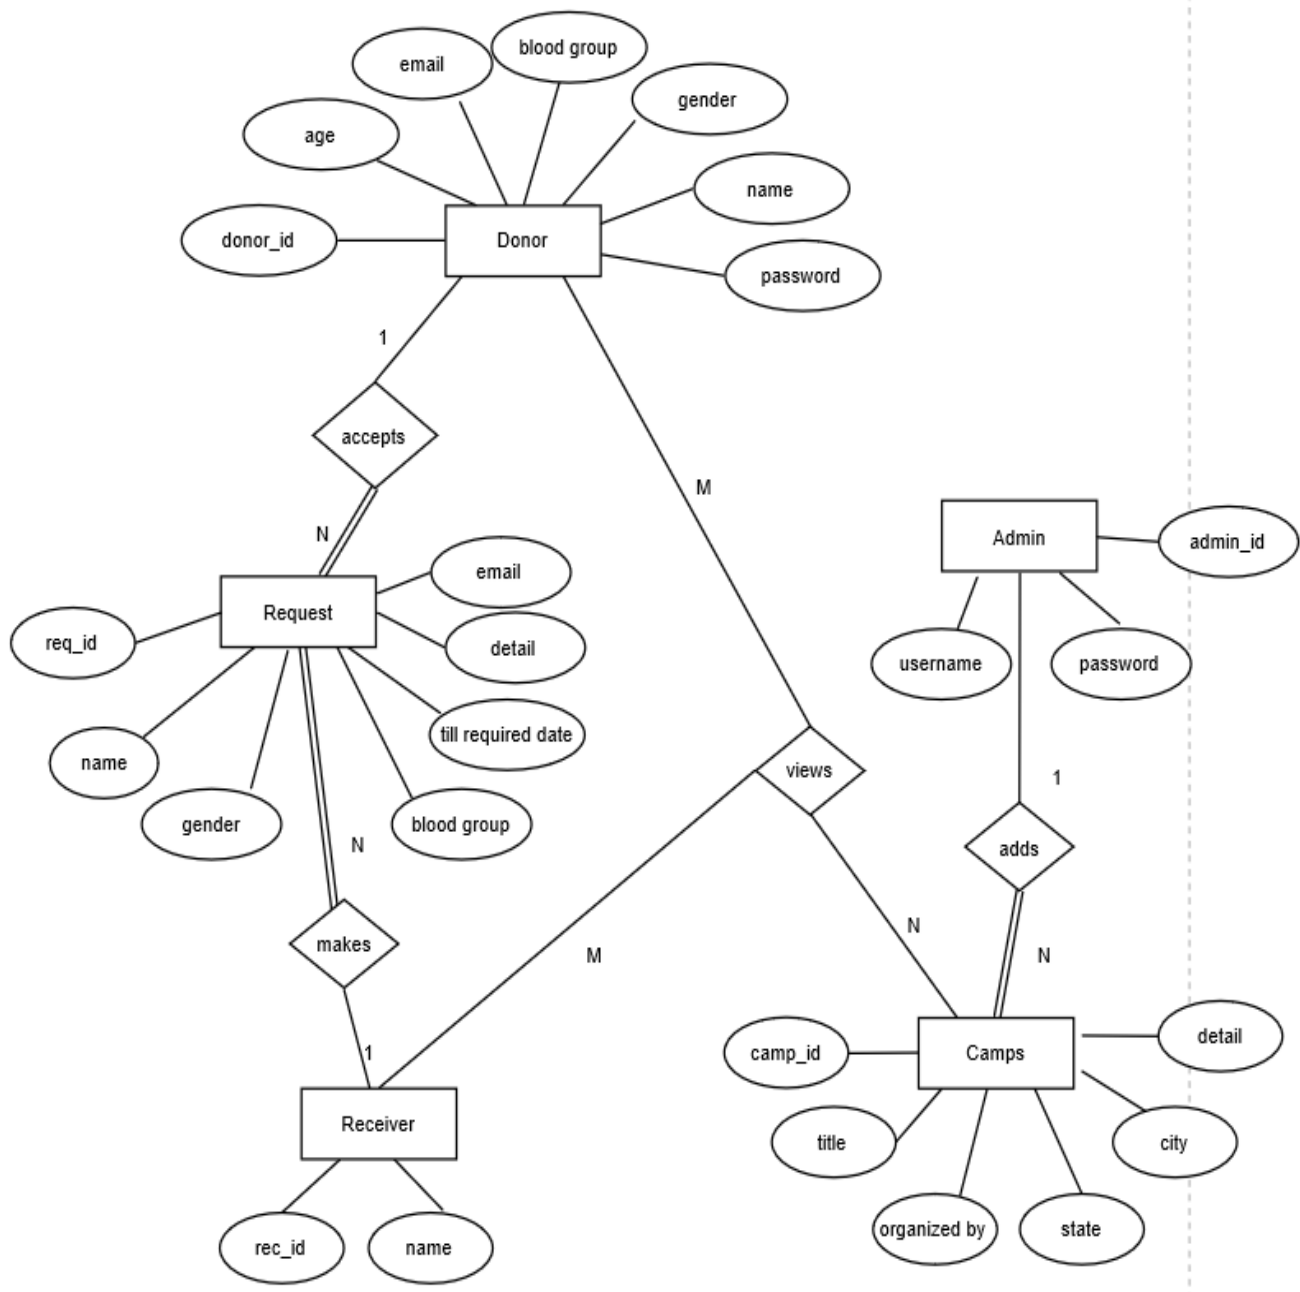 blood group
email
gender
age
name
donor_id
Donor
password
1
accepts
M
N
Admin
admin_id
email
Request
req_id
detail
username
password
till required date
name
views
1
gender
blood group
N
adds
N
makes
M
N
1
camp_id
Camps
detail
Receiver
title
city
organized by
state
rec_id
name